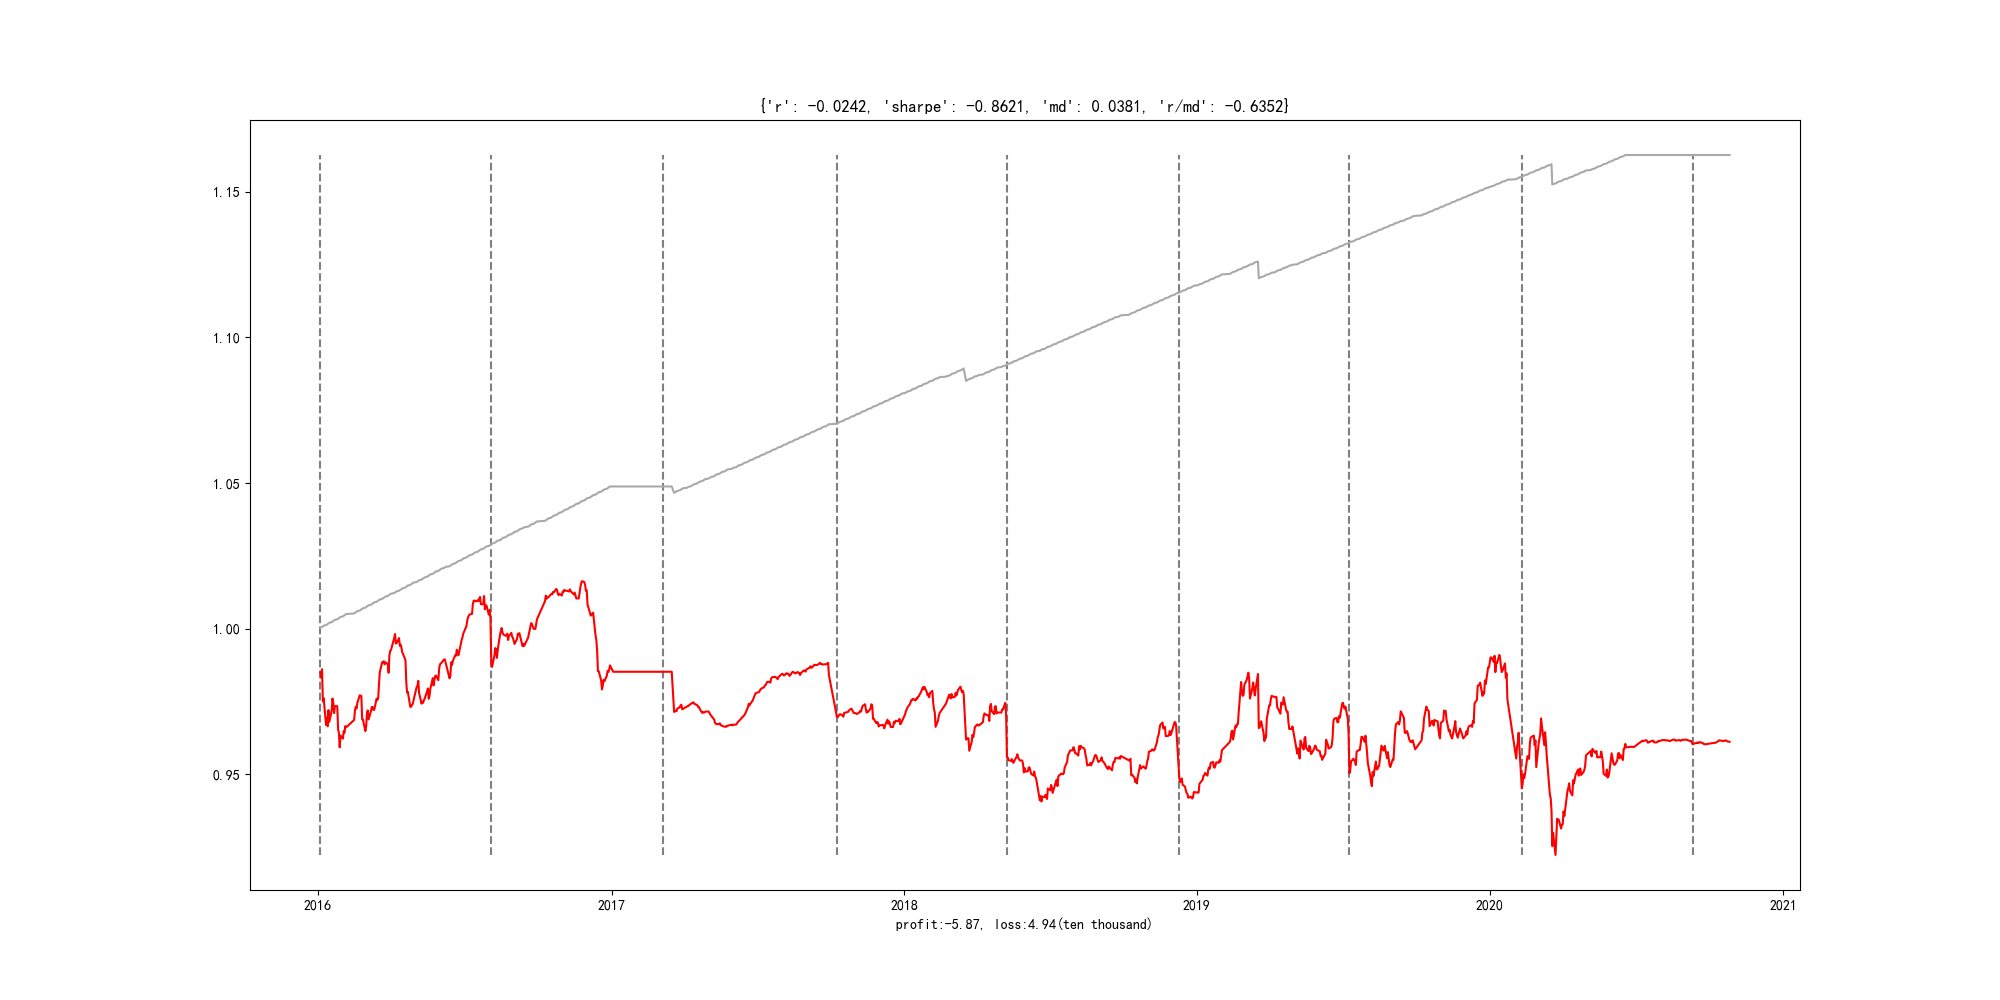 {'r': -0.0242, 'sharpe': -0.8621, 'md': 0.0381, 'r/md': -0.6352}
1.15
1.10
1.05
1.00
0.95
2016 2017 2018 2019 2020 2021
profit:-5.87, loss:4.94(ten thousand)